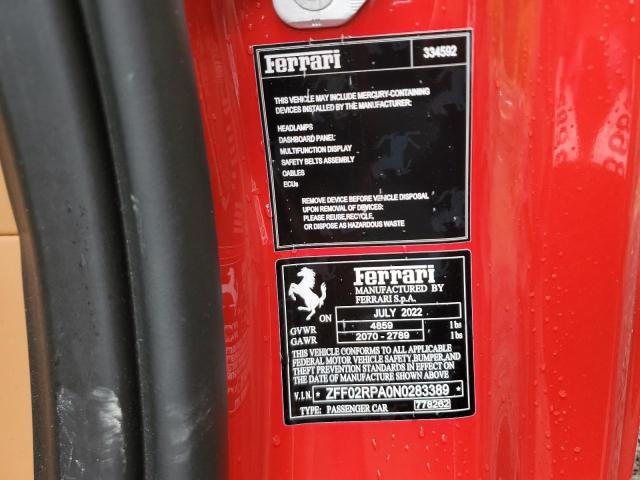 Ferrari 334592
THIS VEHICLE MAY INCLUDE MERCURY-CONTAINING
DEVICES INSTALLED BY THE MANUFACTURER:
HEADLAMPS
DASHBOARD PANEL:
MULTIFUNCTION DISPLAY
SAFETY BELTS ASSEMBLY
CABLES
ECUs
REMOVE DEVICE BEFORE VEHICLE DISPOSAL
UPON REMOVAL OF DEVICES:
PLEASE REUSE,RECYCLE,
OR DISPOSE AS HAZARDOUS WASTE
Ferrari
MANUFACTURED BY
FERRARI S.p.A.
ON JULY 2022
GVWR 4859 lbs
GAWR 2070 - 2789 lbs
THIS VEHICLE CONFORMS TO ALL APPLICABLE
FEDERAL MOTOR VEHICLE SAFETY,BUMPER,AND
THEFT PREVENTION STANDARDS IN EFFECT ON
THE DATE OF MANUFACTURE SHOWN ABOVE
V.I.N. * ZFF02RPA0N0283389 *
TYPE: PASSENGER CAR 778262